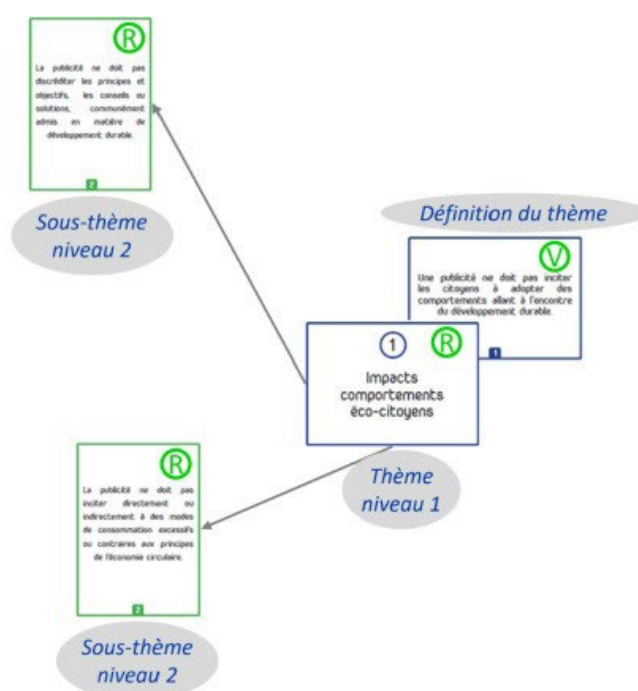 R
La publicité ne doit pas
discréditer les principes et
objectifs, les conseils ou
solutions, communément
admis en matière de
développement durable.
2
Sous-thème
niveau 2
Définition du thème
V
Une publicité ne doit pas inciter
les citoyens à adopter des
comportements allant à l'encontre
du développement durable.
1
1
R
Impacts
comportements
éco-citoyens
Thème
niveau 1
R
La publicité ne doit pas
inciter directement ou
indirectement à des modes
de consommation excessifs
ou contraires aux principes
de l'économie circulaire.
2
Sous-thème
niveau 2